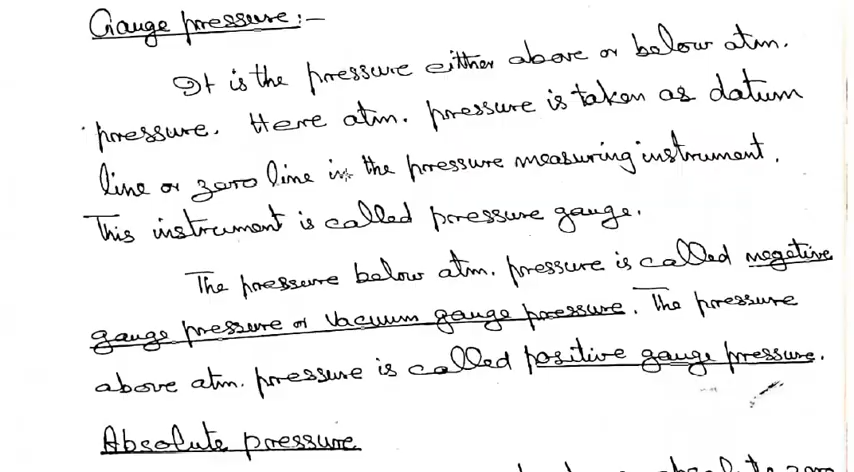 Gauge pressure :-
It is the pressure either above or below atm.
pressure. Here atm. pressure is taken as datum
line or zero line in the pressure measuring instrument.
This instrument is called pressure gauge.
The pressure below atm. pressure is called negative
gauge pressure or vacuum gauge pressure. The pressure
above atm. pressure is called positive gauge pressure.
Absolute pressure